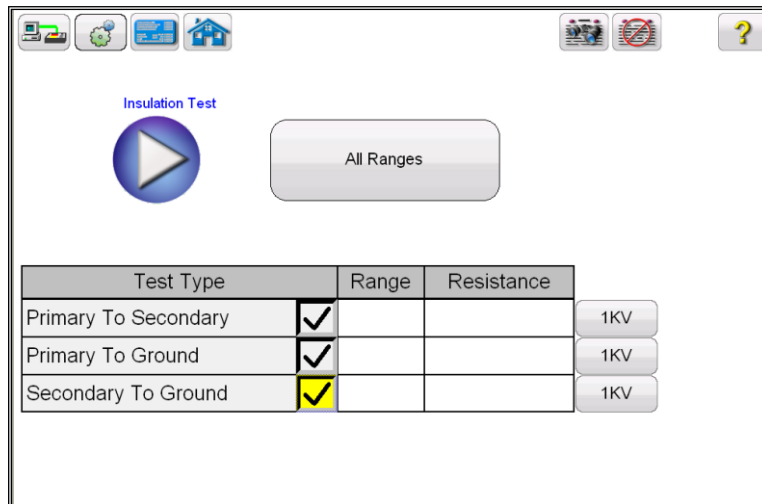 ?
Insulation Test
All Ranges
Test Type Range Resistance
Primary To Secondary 1KV
Primary To Ground 1KV
Secondary To Ground 1KV